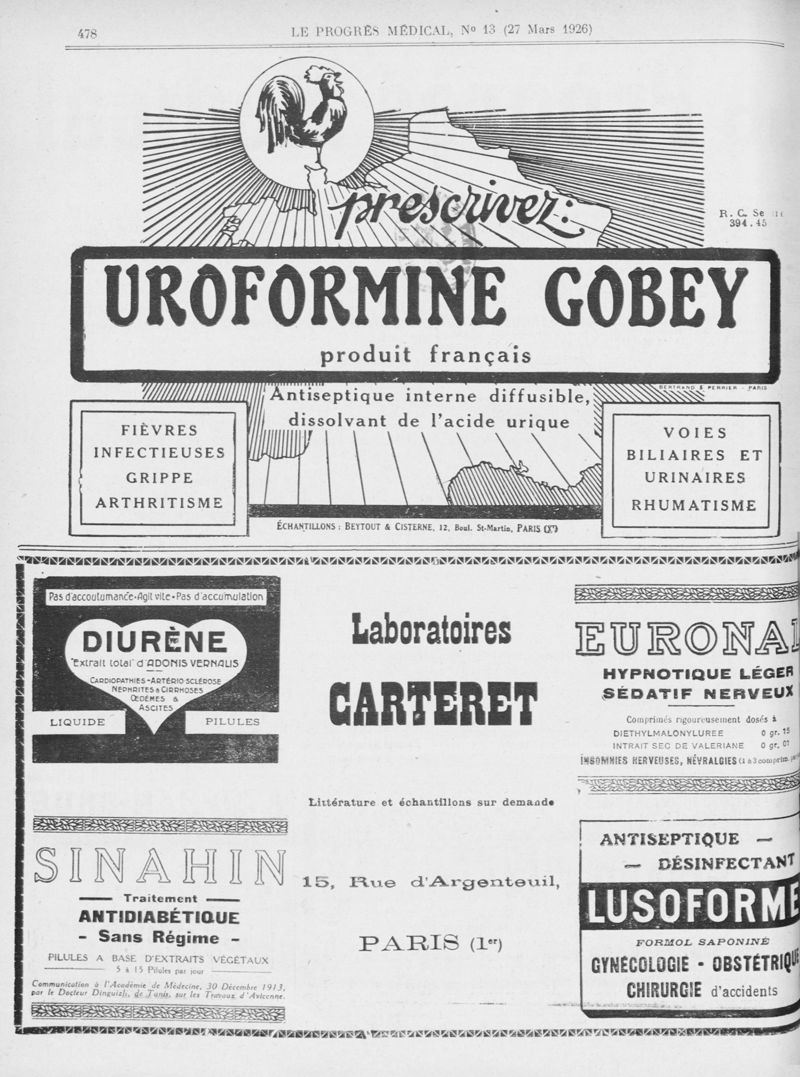 478
LE PROGRÈS MÉDICAL, No 13 (27 Mars 1926)
prescrivez:
R. C. Se
394.45
UROFORMINE GOBEY
produit français
BERTRAND & PERRIER - PARIS
Antiseptique interne diffusible,
dissolvant de l'acide urique
FIÈVRES
INFECTIEUSES
GRIPPE
ARTHRITISME
VOIES
BILIAIRES ET
URINAIRES
RHUMATISME
ÉCHANTILLONS : BEYTOUT & CISTERNE, 12, Boul. St-Martin, PARIS (Xe)
Pas d'accoutumance - Agit vite - Pas d'accumulation
DIURÈNE
"Extrait total" d'ADONIS VERNALIS
CARDIOPATHIES - ARTÉRIO-SCLÉROSE
NÉPHRITES & CIRRHOSES
ŒDÈMES &
ASCITES
LIQUIDE
PILULES
SINAHIN
Traitement
ANTIDIABÉTIQUE
- Sans Régime -
PILULES A BASE D'EXTRAITS VÉGÉTAUX
5 à 15 Pilules par jour
Communication à l'Académie de Médecine, 30 Décembre 1913,
par le Docteur Dinguizli, de Tunis, sur les Travaux d'Avicenne.
Laboratoires
CARTERET
Littérature et échantillons sur demande
15, Rue d'Argenteuil,
PARIS (1er)
EURONAL
HYPNOTIQUE LÉGER
SÉDATIF NERVEUX
Comprimés rigoureusement dosés à
DIETHYLMALONYLUREE 0 gr. 15
INTRAIT SEC DE VALERIANE 0 gr. 01
INSOMNIES NERVEUSES, NÉVRALGIES (1 à 3 comprim.
ANTISEPTIQUE —
— DÉSINFECTANT
LUSOFORME
FORMOL SAPONINÉ
GYNÉCOLOGIE - OBSTÉTRIQUE
CHIRURGIE d'accidents